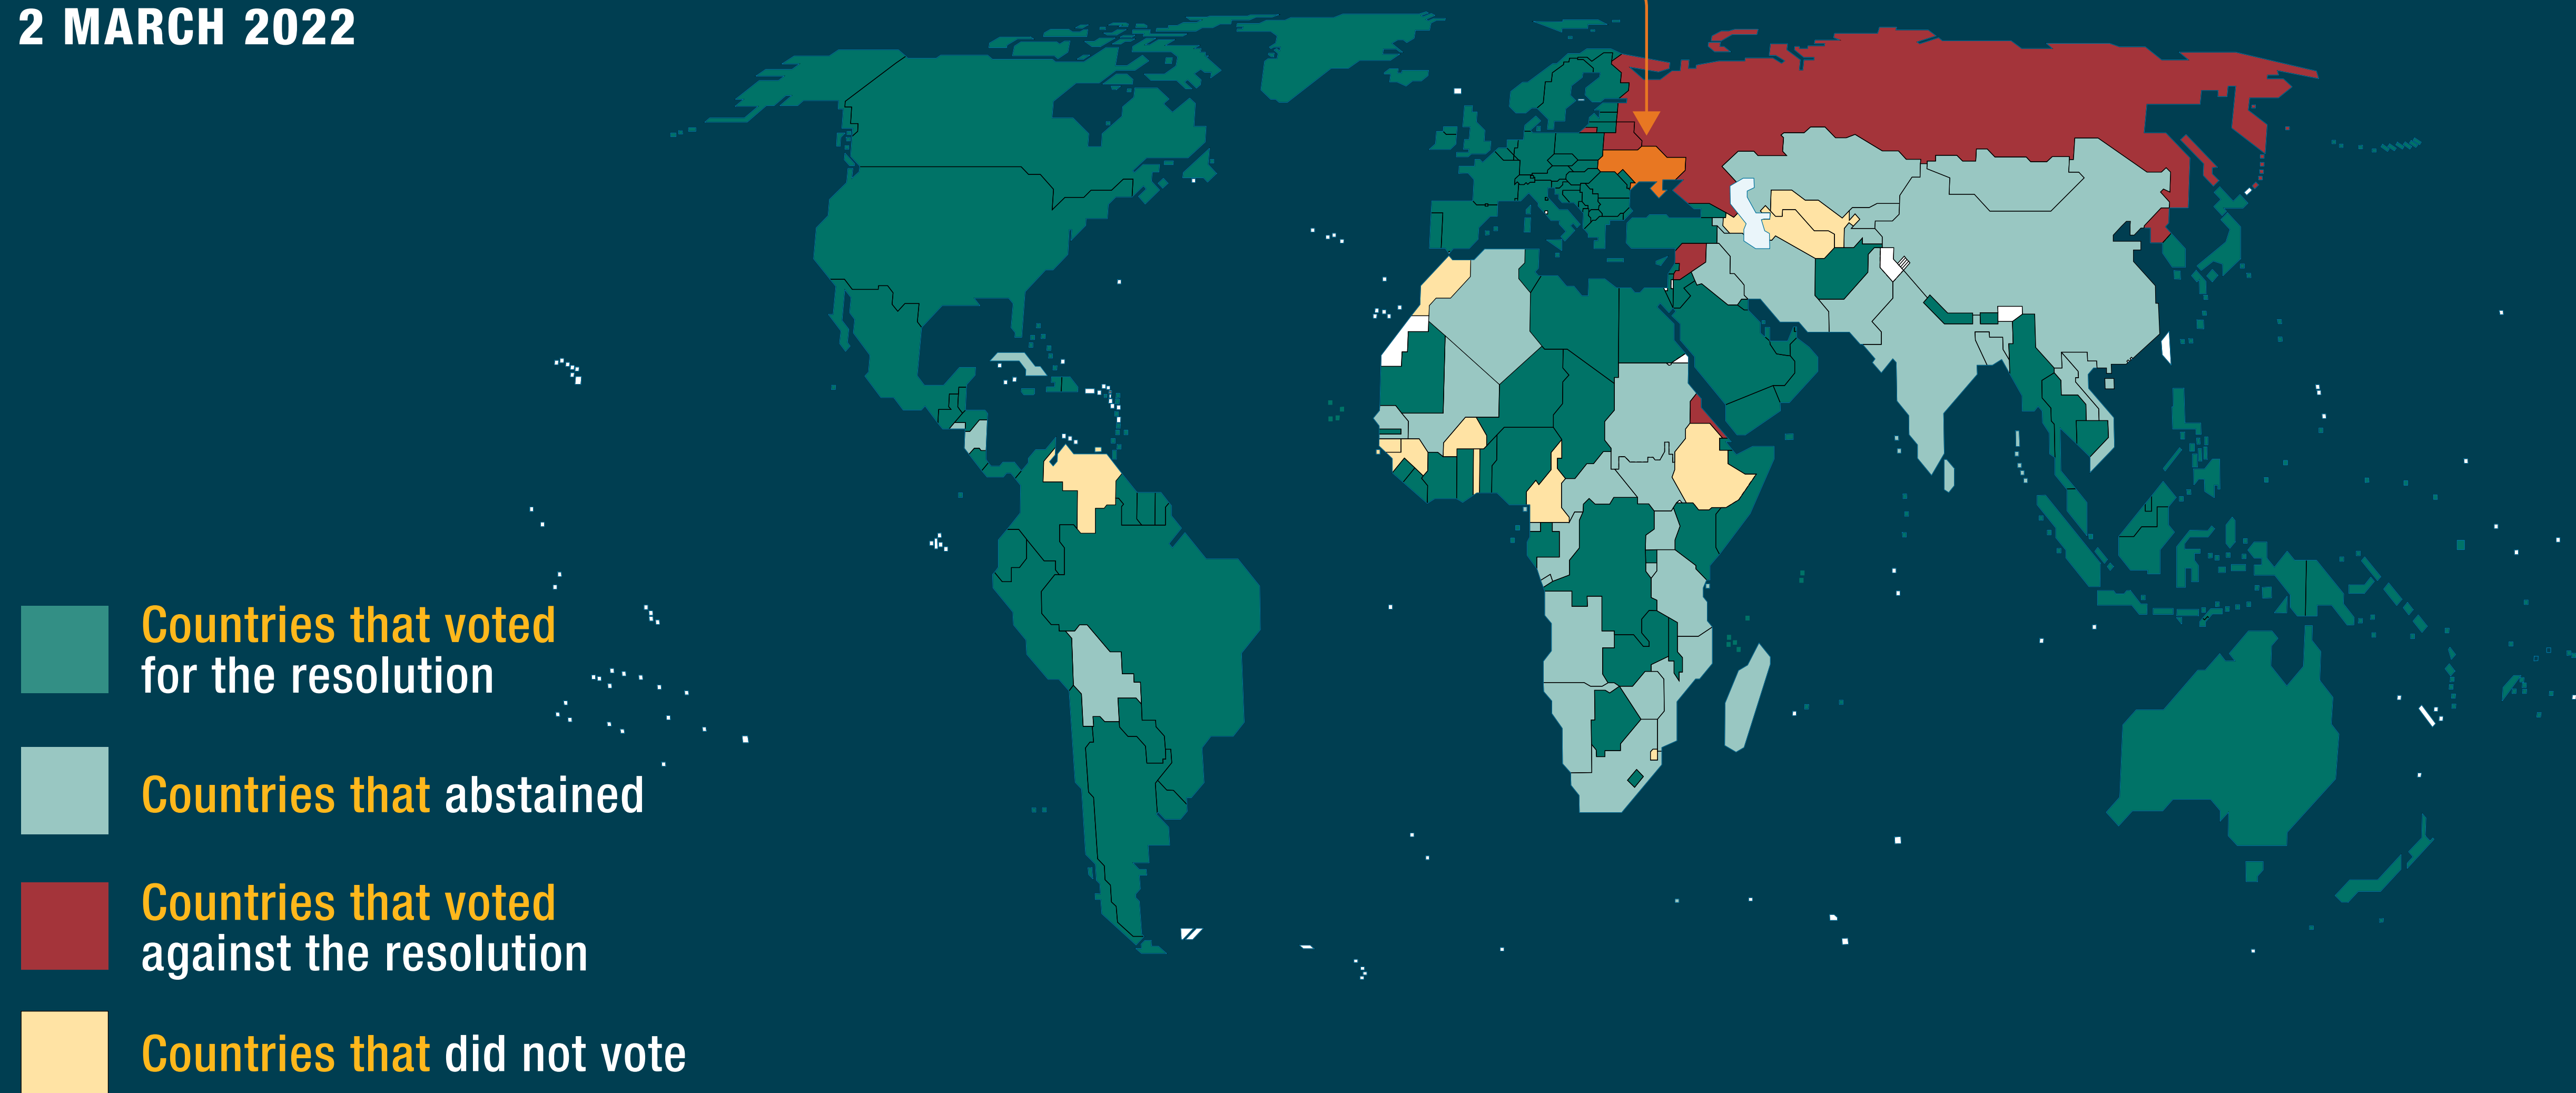 2 MARCH 2022
Countries that voted
for the resolution
Countries that abstained
Countries that voted
against the resolution
Countries that did not vote